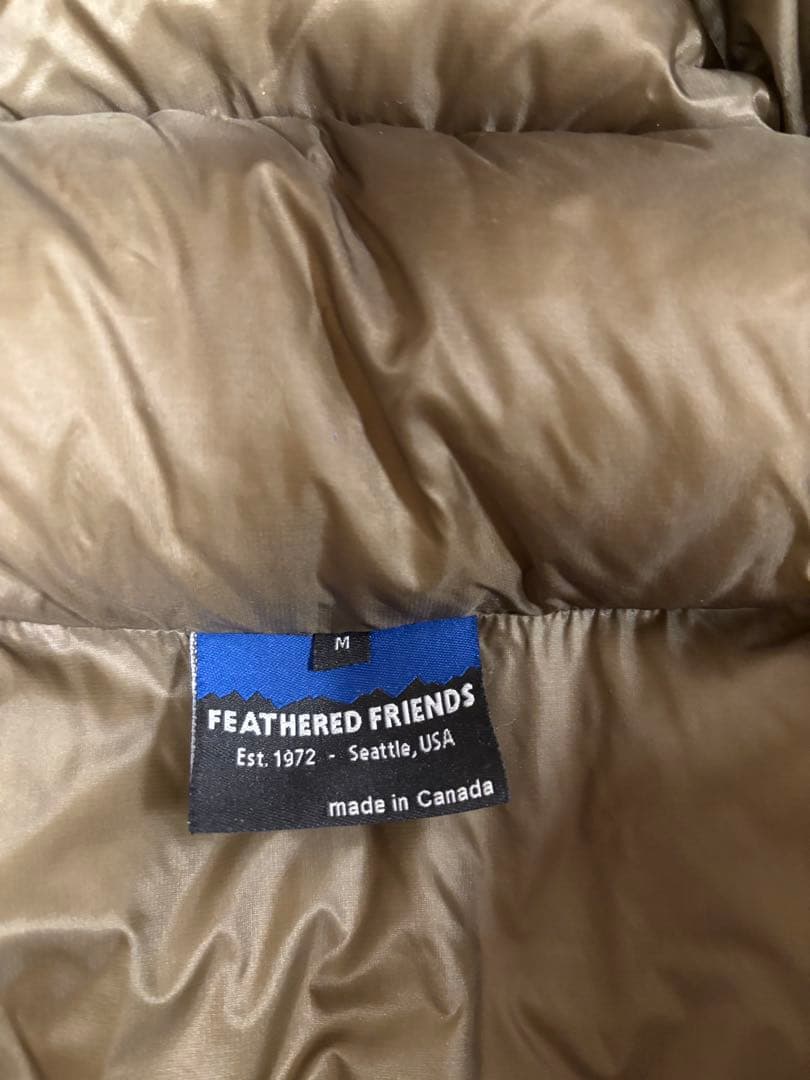 M
FEATHERED FRIENDS
Est. 1972 - Seattle, USA
made in Canada